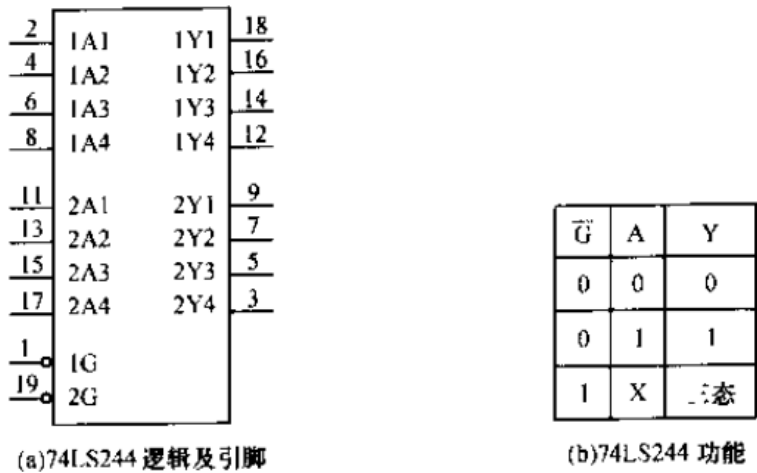 2 1A1 1Y1 18
4 1A2 1Y2 16
6 1A3 1Y3 14
8 1A4 1Y4 12
11 2A1 2Y1 9
13 2A2 2Y2 7
15 2A3 2Y3 5
17 2A4 2Y4 3
1 1G
19 2G
(a)74LS244 逻辑及引脚
G̅ A Y
0 0 0
0 1 1
1 X 态
(b)74LS244 功能